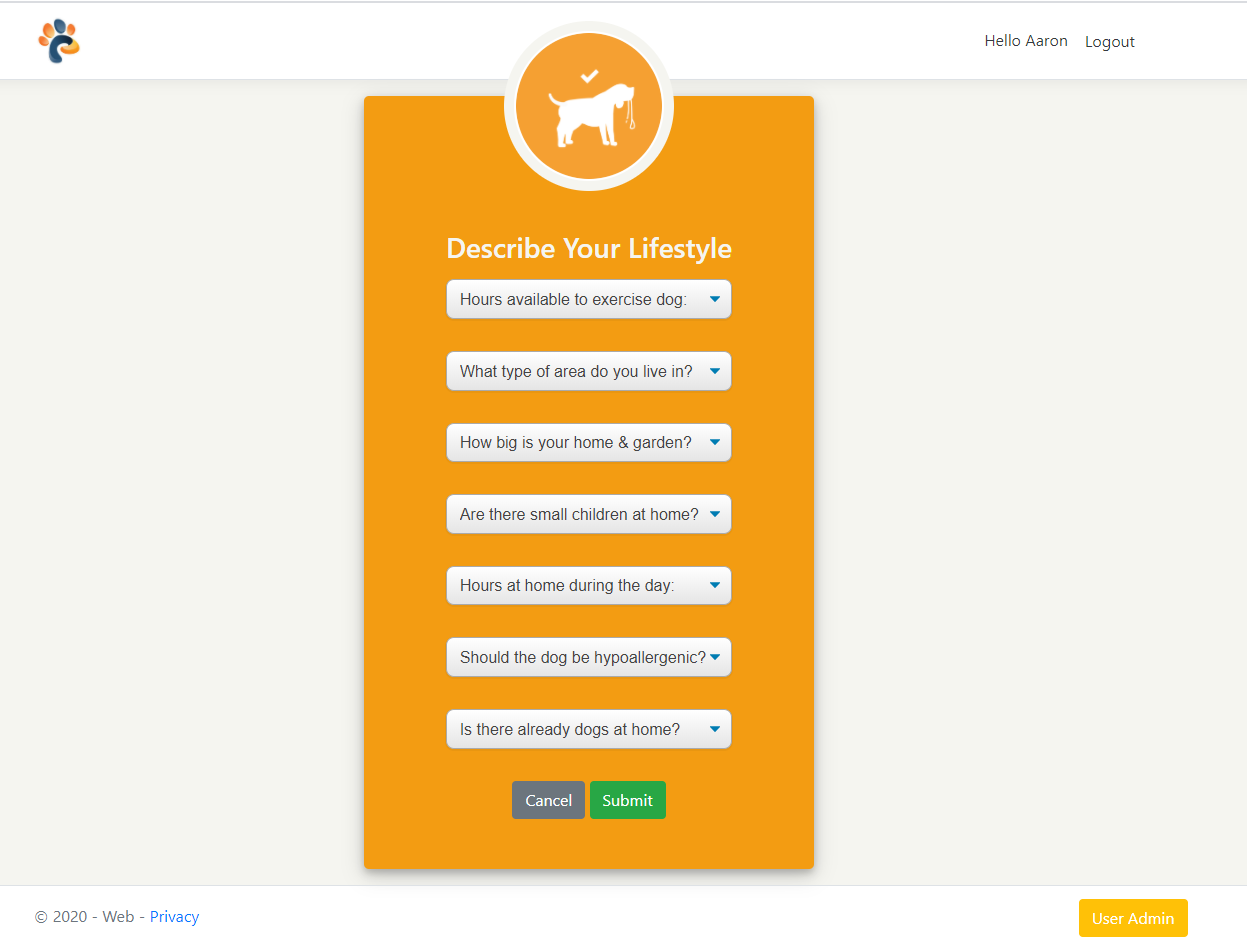 Hello Aaron Logout
Describe Your Lifestyle
Hours available to exercise dog:
What type of area do you live in?
How big is your home & garden?
Are there small children at home?
Hours at home during the day:
Should the dog be hypoallergenic?
Is there already dogs at home?
Cancel Submit
© 2020 - Web - Privacy
User Admin